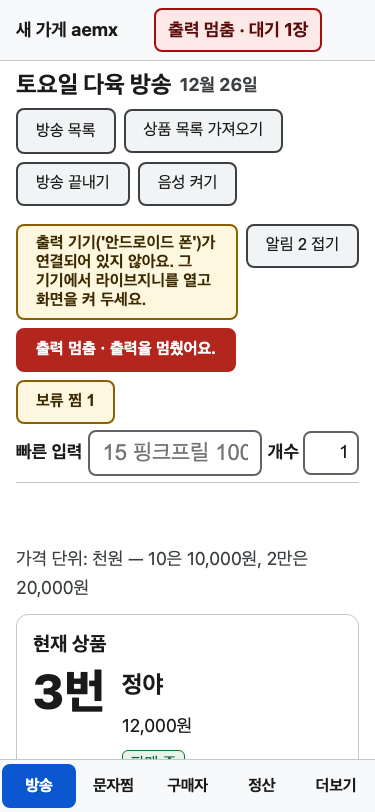 새 가게 aemx
출력 멈춤 · 대기 1장
토요일 다육 방송 12월 26일
방송 목록
상품 목록 가져오기
방송 끝내기
음성 켜기
출력 기기('안드로이드 폰')가
연결되어 있지 않아요. 그
기기에서 라이브지니를 열고
화면을 켜 두세요.
알림 2 접기
출력 멈춤 · 출력을 멈췄어요.
보류 찜 1
빠른 입력 15 핑크프릴 100 개수 1
가격 단위: 천원 — 10은 10,000원, 2만은
20,000원
현재 상품
3번 정야
12,000원
방송 문자찜 구매자 정산 더보기